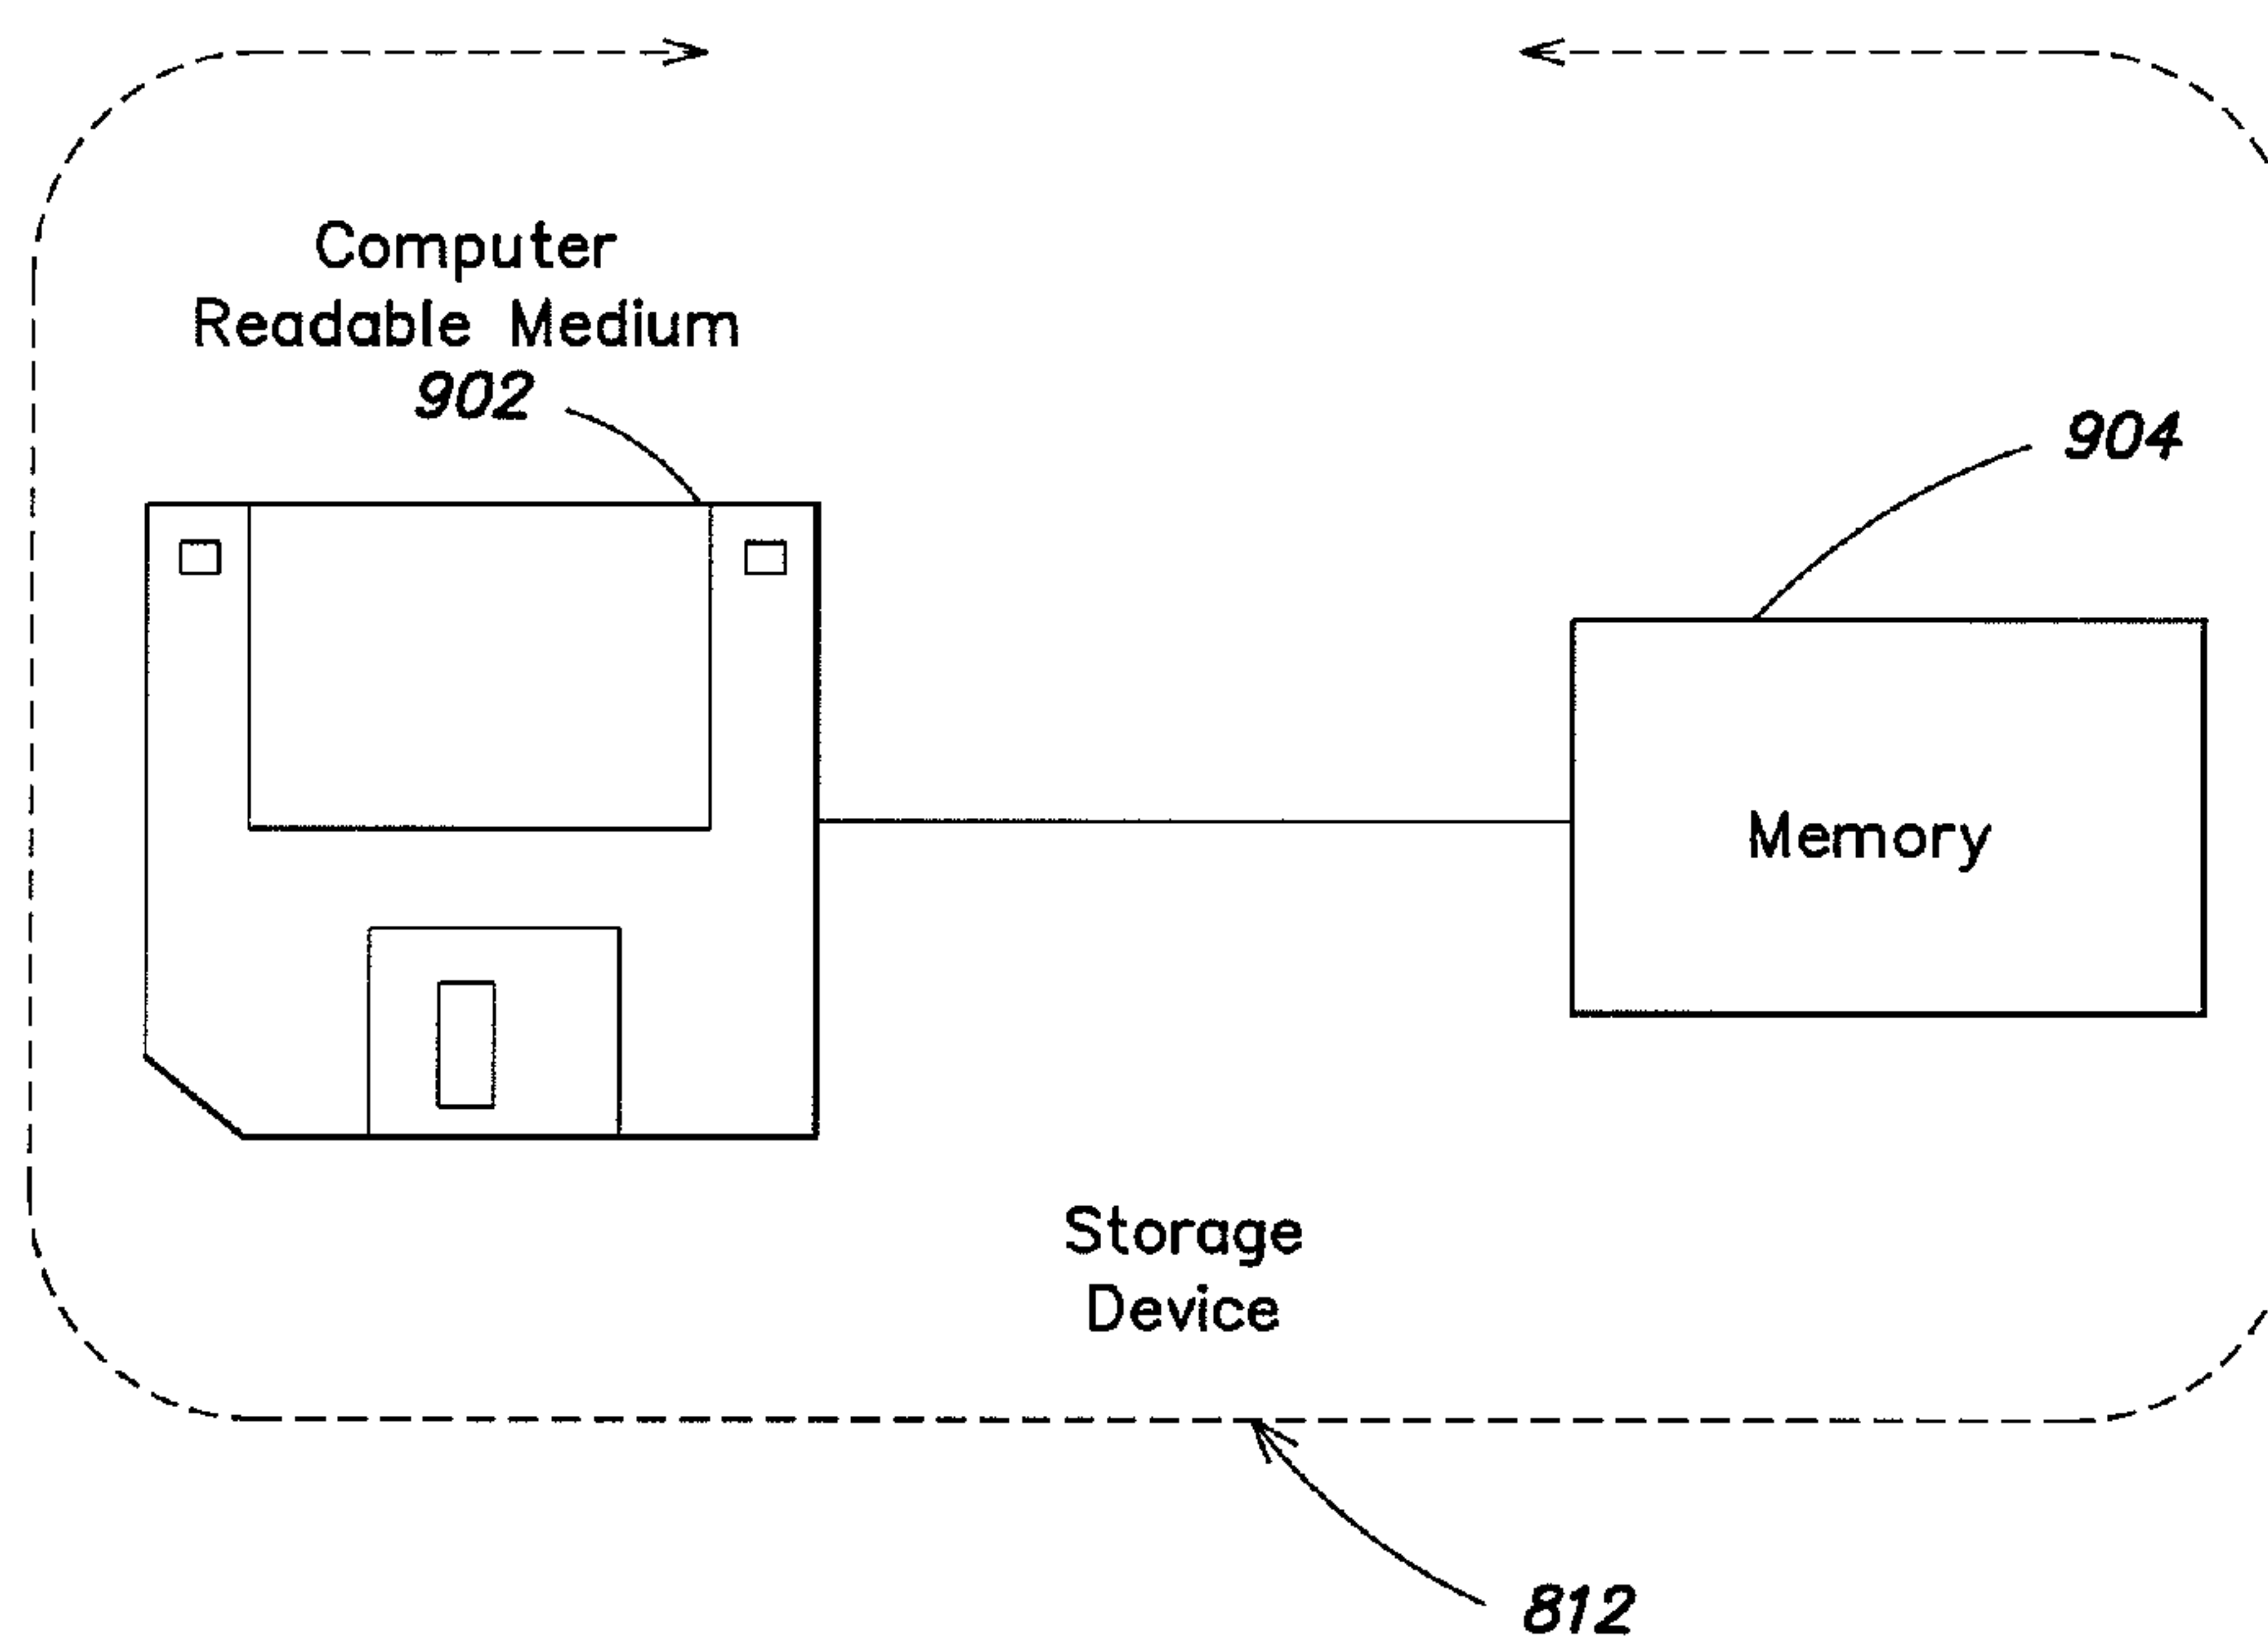 Computer
Readable Medium
902
904
Memory
Storage
Device
812